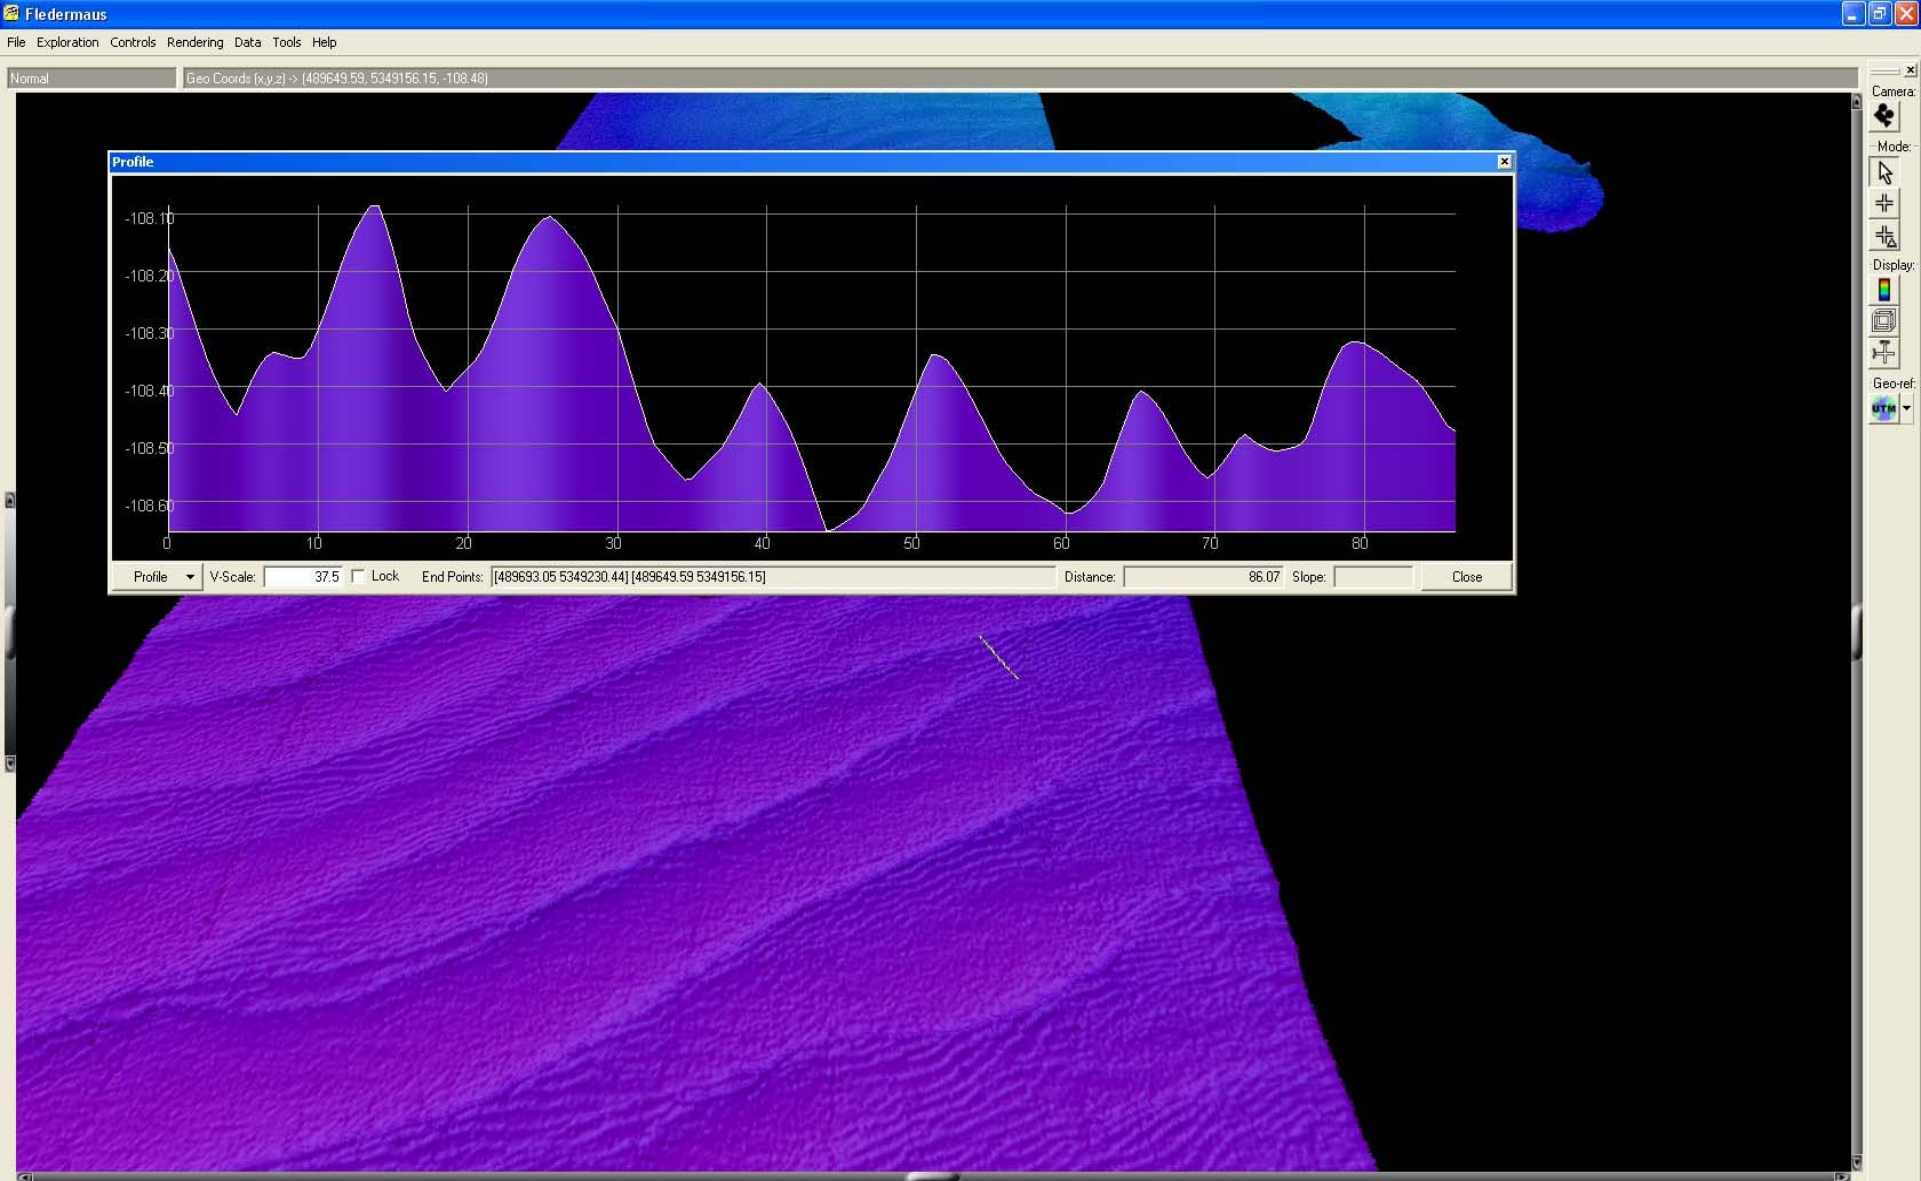 Fledermaus
File Exploration Controls Rendering Data Tools Help
Normal Geo Coords (x,y,z) -> (489649.59, 5349156.15, -108.48)
Camera:
Mode:
Display:
Geo-ref:
UTM
Profile
-108.10
-108.20
-108.30
-108.40
-108.50
-108.60
0 10 20 30 40 50 60 70 80
Profile V-Scale: 37.5 Lock End Points: [489693.05 5349230.44] [489649.59 5349156.15] Distance: 86.07 Slope: Close